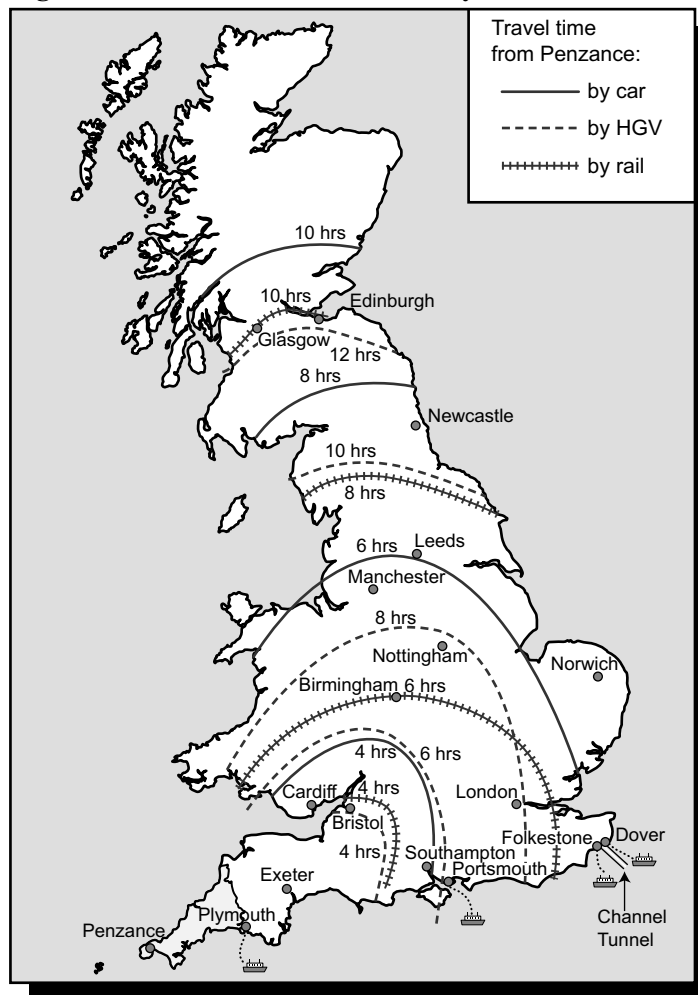 Travel time
from Penzance:
by car
by HGV
by rail
10 hrs
10 hrs
Edinburgh
Glasgow
12 hrs
8 hrs
Newcastle
10 hrs
8 hrs
6 hrs
Leeds
Manchester
8 hrs
Nottingham
Norwich
Birmingham
6 hrs
4 hrs
6 hrs
Cardiff
4 hrs
London
Bristol
Folkestone
Dover
4 hrs
Southampton
Portsmouth
Exeter
Plymouth
Channel
Tunnel
Penzance